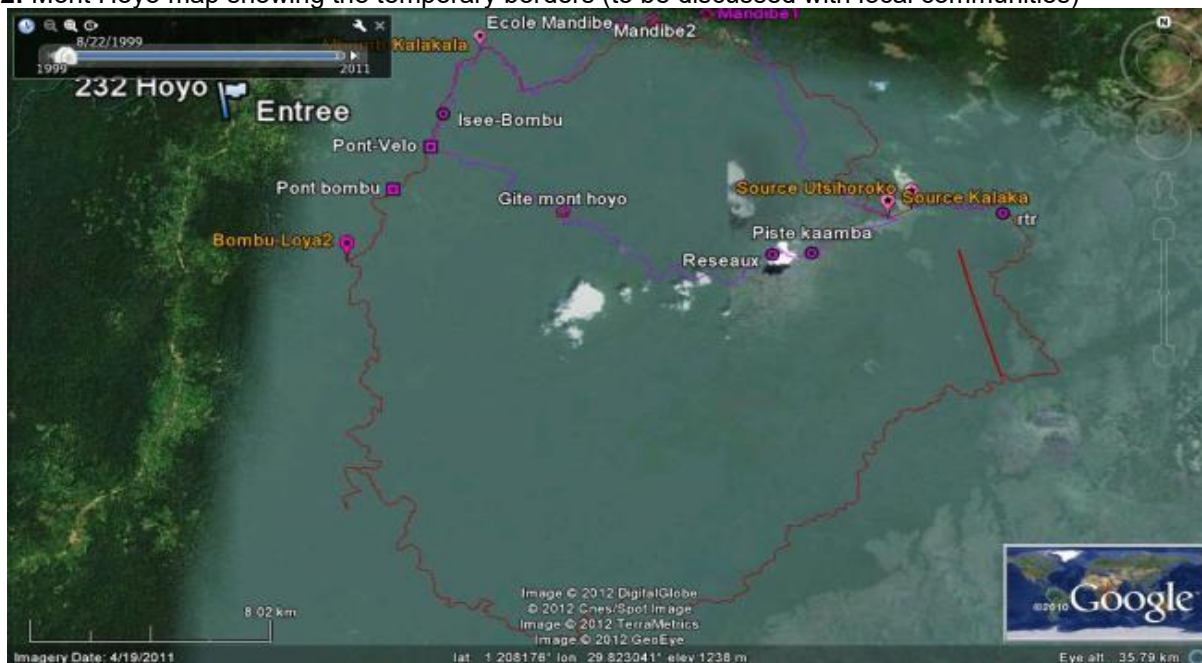 2. Mont Hoyo map showing the temporary borders (to be discussed with local communities)
8/22/1999
1999
2011
Ecole Mandibe
Mandibe1
Mandibe2
Kalakala
232 Hoyo
Entree
Isee-Bombu
Pont-Velo
Pont bombu
Gite mont hoyo
Source Utsihoroko
Source Kalaka
rtr
Bombu-Loya2
Piste kaamba
Reseaux
N
8.02 km
Image © 2012 DigitalGlobe
© 2012 Cnes/Spot Image
Image © 2012 TerraMetrics
Image © 2012 GeoEye
©2010 Google
Imagery Date: 4/19/2011
lat 1.208176° lon 29.823041° elev 1238 m
Eye alt 35.79 km